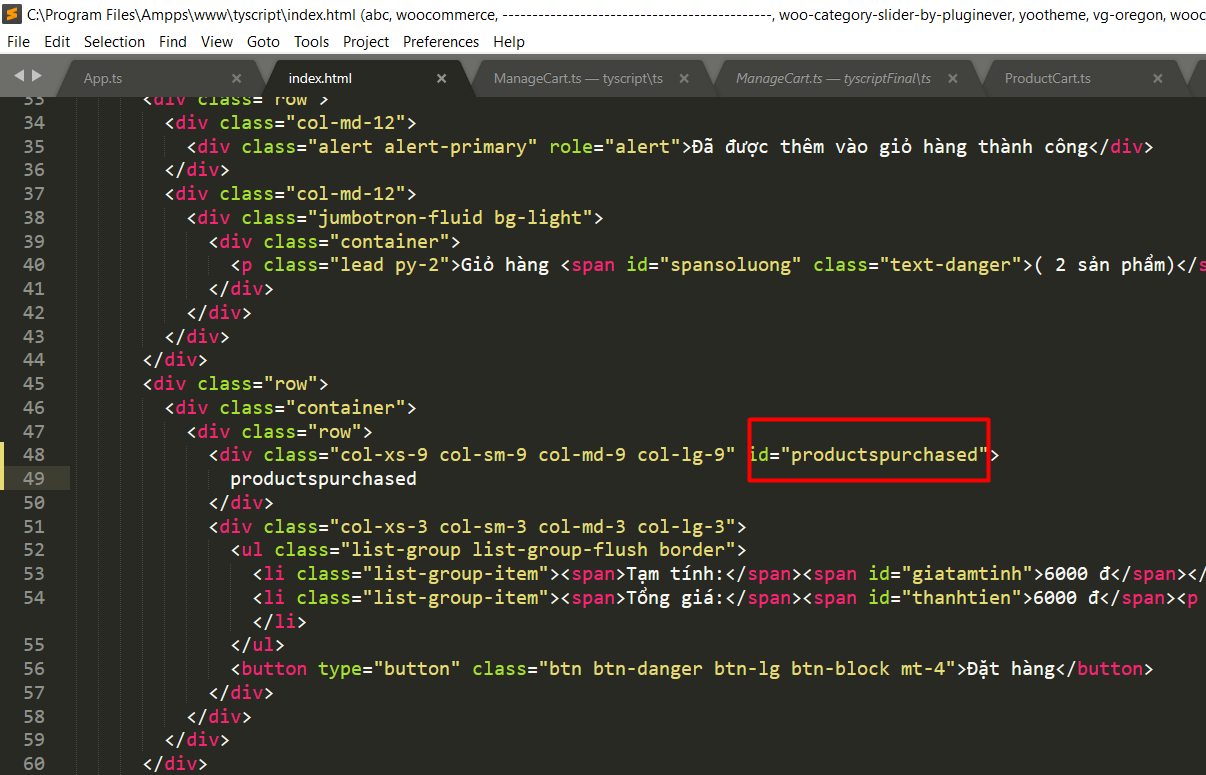 C:\Program Files\Ampps\www\tyscript\index.html (abc, woocommerce, -------------------------------------------, woo-category-slider-by-pluginever, yootheme, vg-oregon, wooc
File Edit Selection Find View Goto Tools Project Preferences Help
App.ts × index.html × ManageCart.ts — tyscript\ts × ManageCart.ts — tyscriptFinal\ts × ProductCart.ts ×
33 <div class="row">
34 <div class="col-md-12">
35 <div class="alert alert-primary" role="alert">Đã được thêm vào giỏ hàng thành công</div>
36 </div>
37 <div class="col-md-12">
38 <div class="jumbotron-fluid bg-light">
39 <div class="container">
40 <p class="lead py-2">Giỏ hàng <span id="spansoluong" class="text-danger">( 2 sản phẩm)</s
41 </div>
42 </div>
43 </div>
44 </div>
45 <div class="row">
46 <div class="container">
47 <div class="row">
48 <div class="col-xs-9 col-sm-9 col-md-9 col-lg-9" id="productspurchased">
49 productspurchased
50 </div>
51 <div class="col-xs-3 col-sm-3 col-md-3 col-lg-3">
52 <ul class="list-group list-group-flush border">
53 <li class="list-group-item"><span>Tạm tính:</span><span id="giatamtinh">6000 đ</span></
54 <li class="list-group-item"><span>Tổng giá:</span><span id="thanhtien">6000 đ</span><p
</li>
55 </ul>
56 <button type="button" class="btn btn-danger btn-lg btn-block mt-4">Đặt hàng</button>
57 </div>
58 </div>
59 </div>
60 </div>